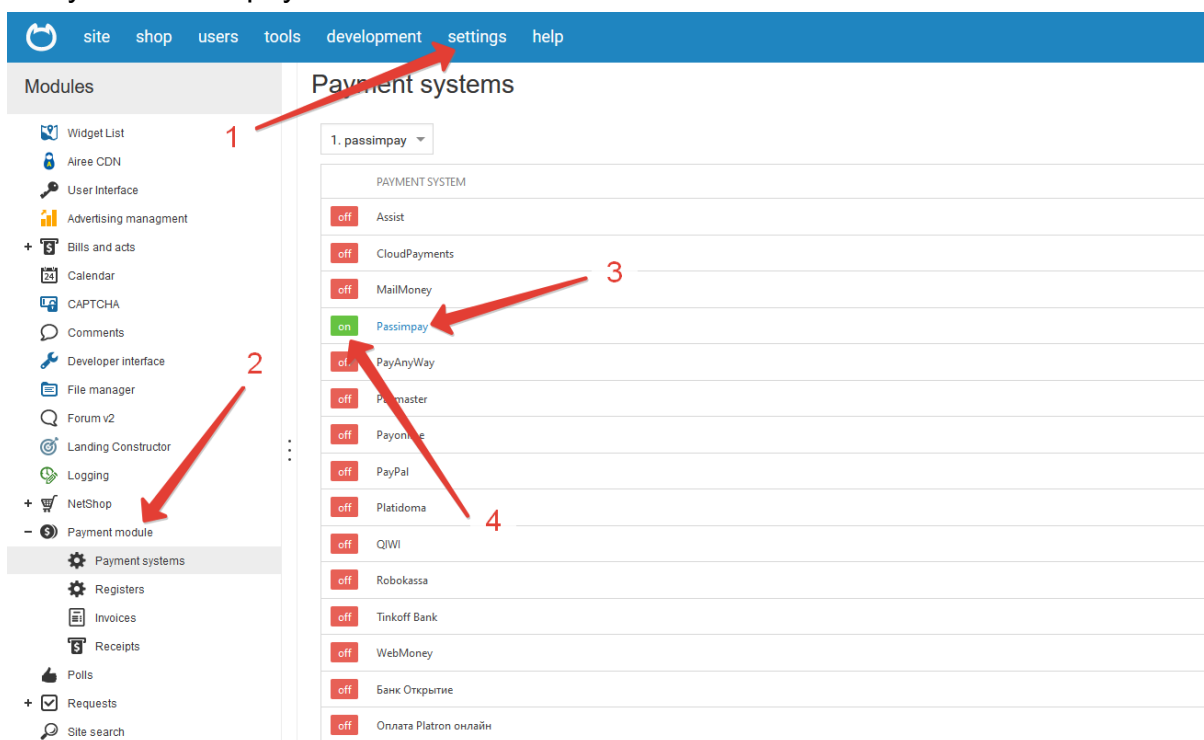 site shop users tools development settings help
Modules
Payment systems
1
Widget List
Airee CDN
User Interface
Advertising managment
+ Bills and acts
24 Calendar
CAPTCHA
Comments
Developer interface
2
File manager
Forum v2
Landing Constructor
Logging
+ NetShop
- Payment module
Payment systems
Registers
Invoices
Receipts
Polls
+ Requests
Site search
1. passimpay
PAYMENT SYSTEM
off Assist
off CloudPayments
3
off MailMoney
on Passimpay
PayAnyWay
off
off
off PayPal
off Platidoma
4
off QIWI
off Robokassa
off Tinkoff Bank
off WebMoney
off Банк Открытие
off Оплата Platron онлайн